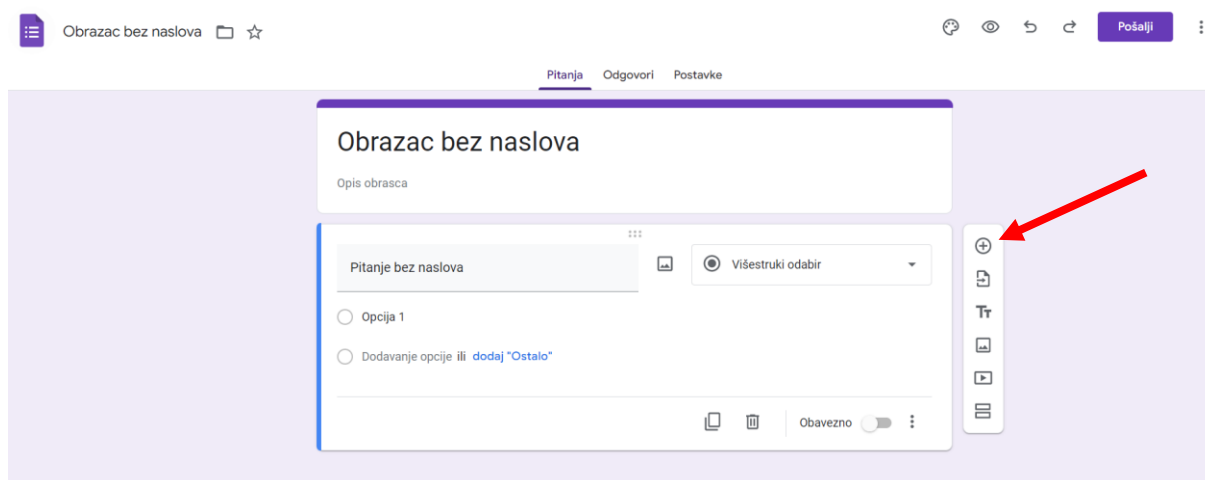 Obrazac bez naslova
Pošalji
Pitanja Odgovori Postavke
Obrazac bez naslova
Opis obrasca
Pitanje bez naslova
Višestruki odabir
Opcija 1
Dodavanje opcije ili dodaj "Ostalo"
Obavezno